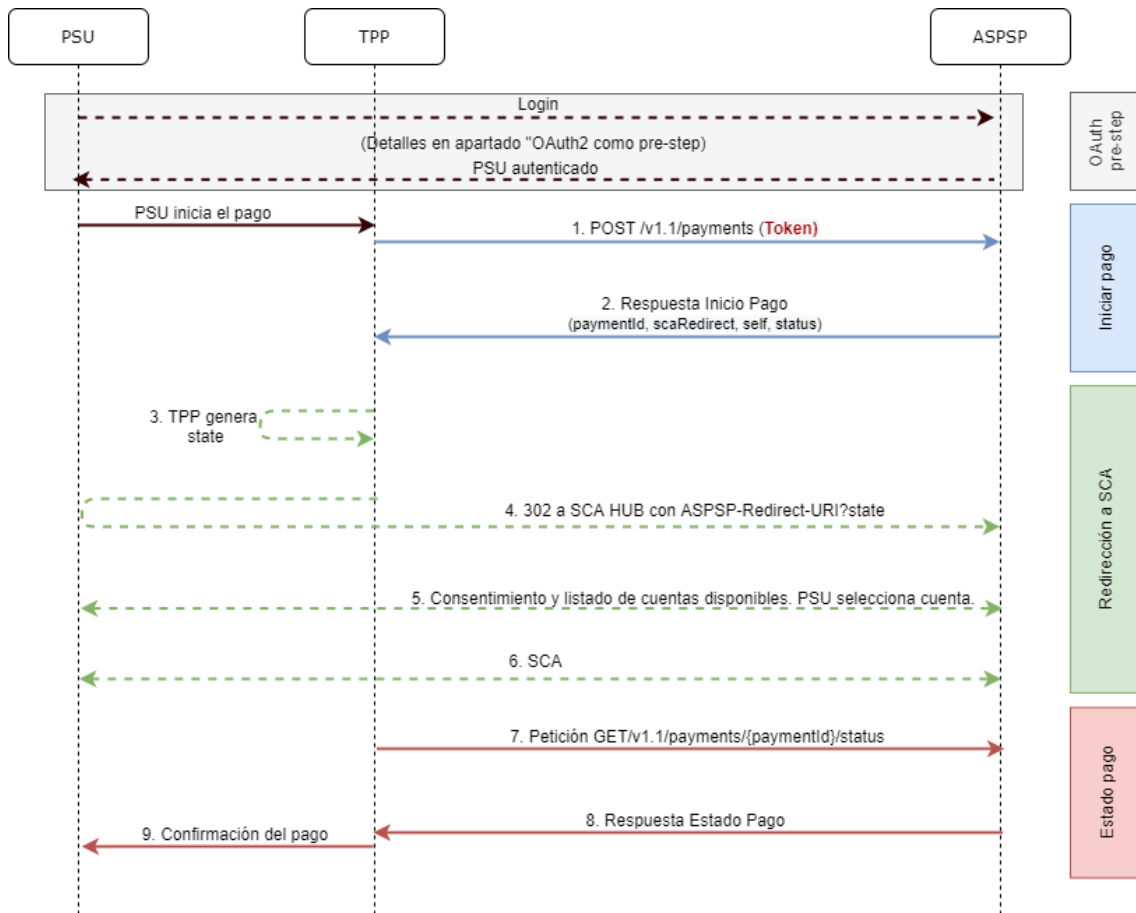 PSU
TPP
ASPSP
Login
(Detalles en apartado "OAuth2 como pre-step)
PSU autenticado
OAuth
pre-step
PSU inicia el pago
1. POST /v1.1/payments (Token)
2. Respuesta Inicio Pago
(paymentId, scaRedirect, self, status)
Iniciar pago
3. TPP genera
state
4. 302 a SCA HUB con ASPSP-Redirect-URI?state
5. Consentimiento y listado de cuentas disponibles. PSU selecciona cuenta.
6. SCA
Redirección a SCA
7. Petición GET/v1.1/payments/{paymentId}/status
8. Respuesta Estado Pago
9. Confirmación del pago
Estado pago